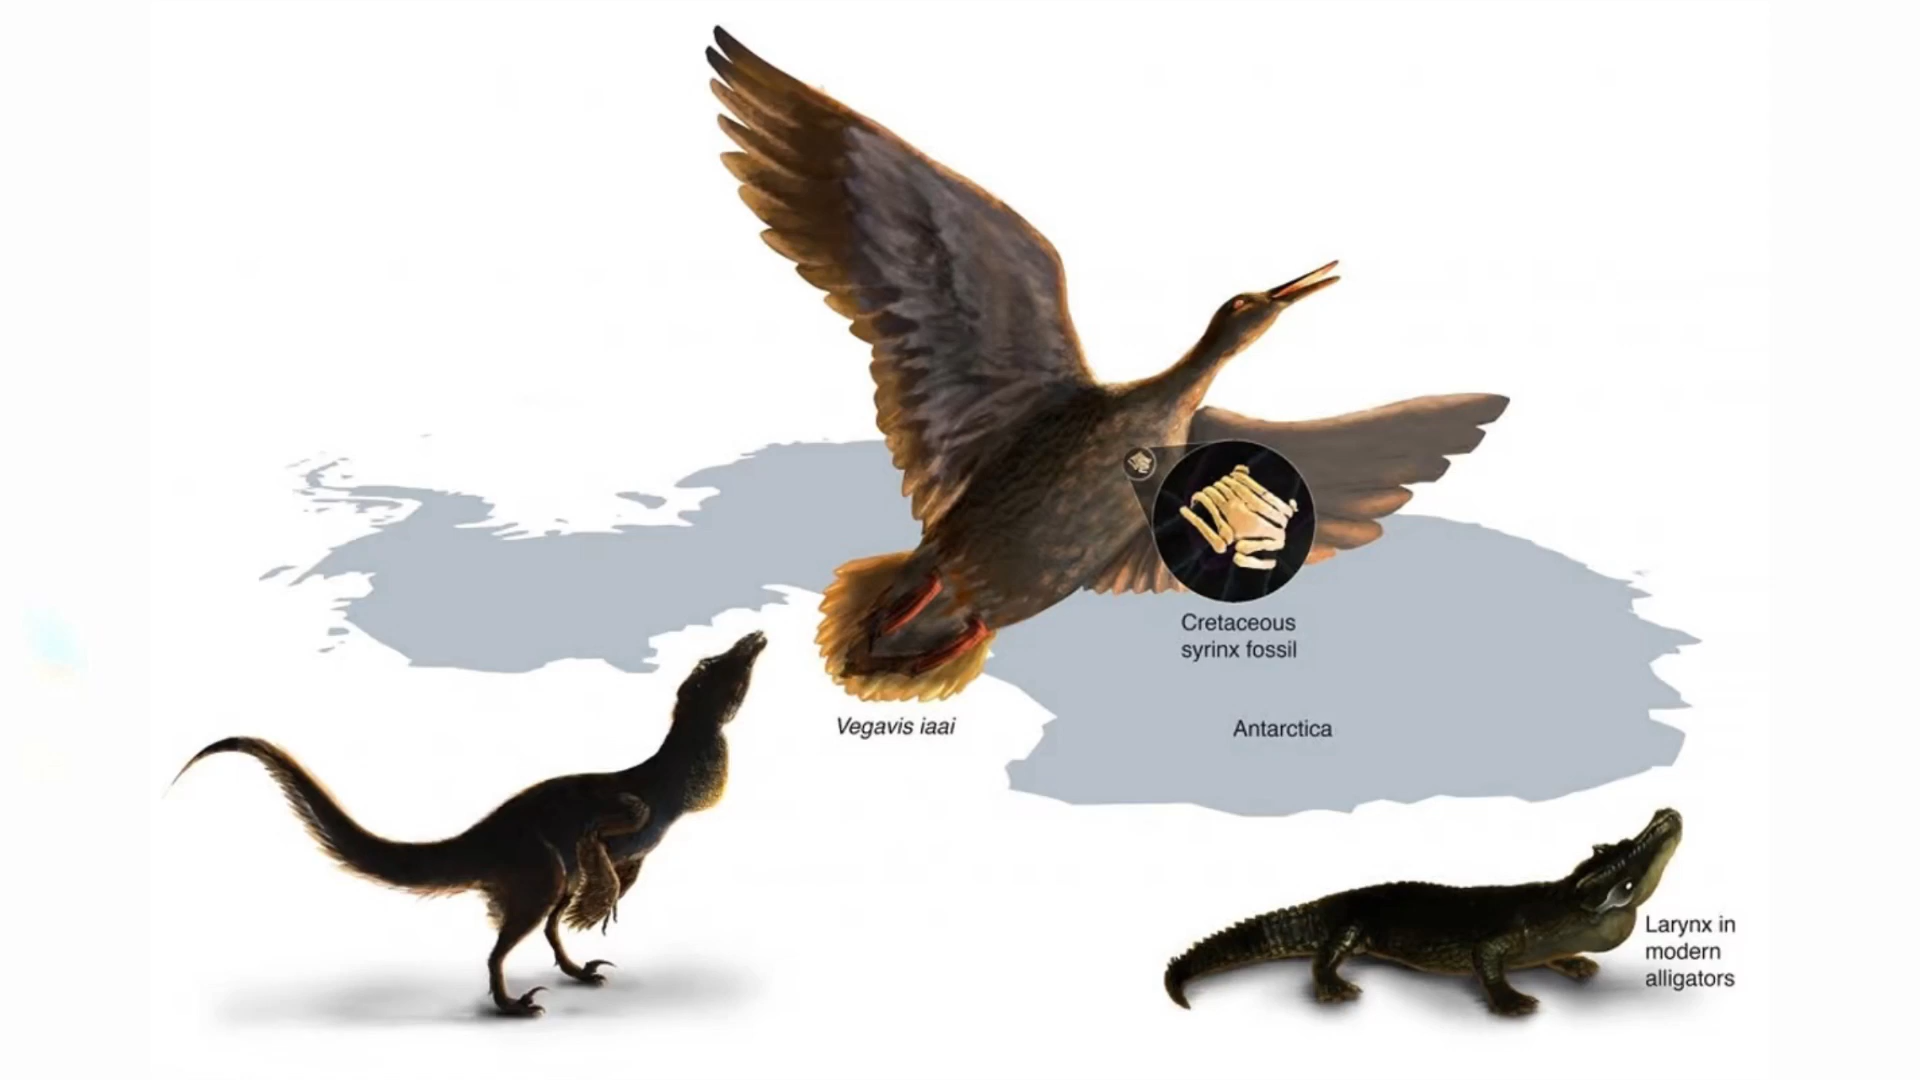 Cretaceous
syrinx fossil
Vegavis iaai
Antarctica
Larynx in
modern
alligators